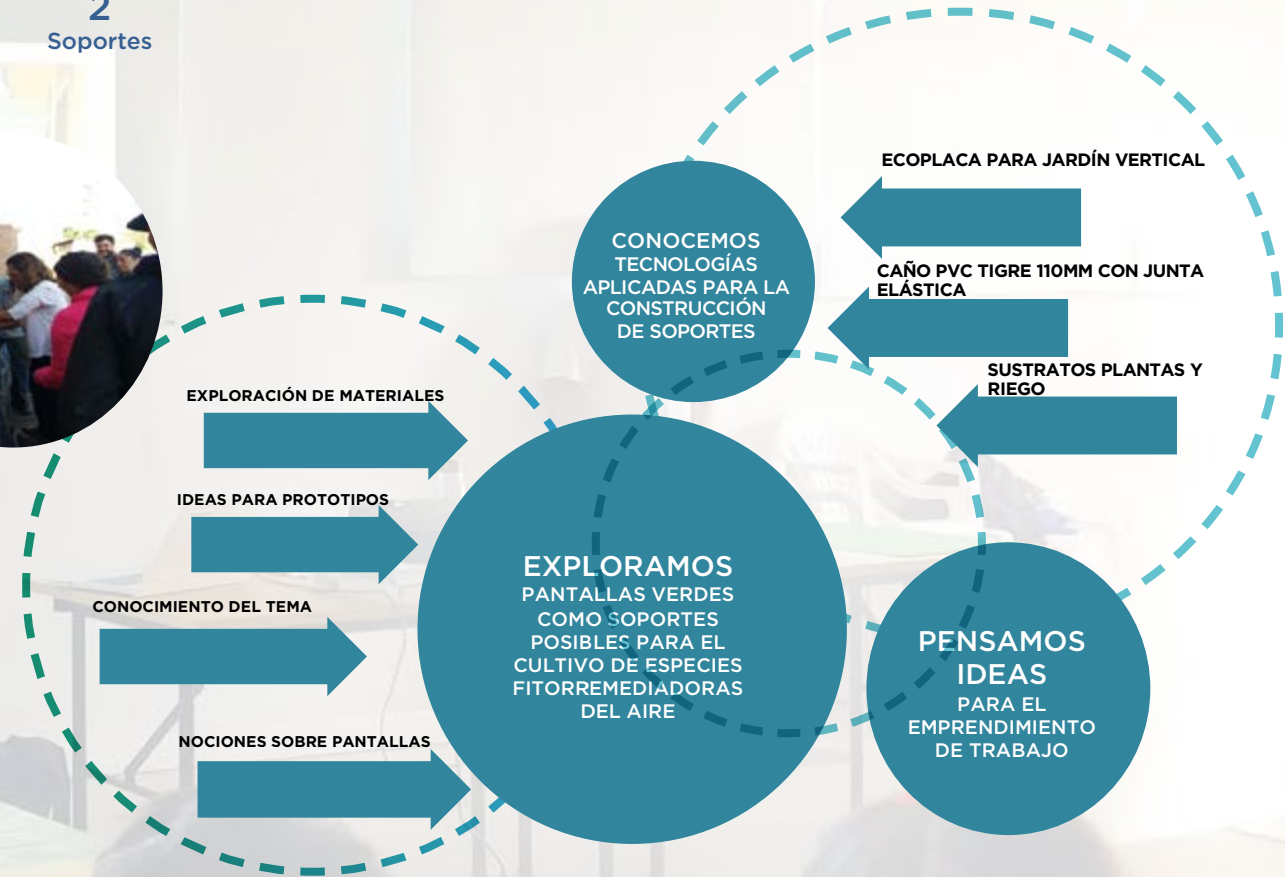 2
Soportes
ECOPLACA PARA JARDÍN VERTICAL
CONOCEMOS
TECNOLOGÍAS
APLICADAS PARA LA
CONSTRUCCIÓN
DE SOPORTES
CAÑO PVC TIGRE 110MM CON JUNTA
ELÁSTICA
SUSTRATOS PLANTAS Y
RIEGO
EXPLORACIÓN DE MATERIALES
IDEAS PARA PROTOTIPOS
CONOCIMIENTO DEL TEMA
NOCIONES SOBRE PANTALLAS
EXPLORAMOS
PANTALLAS VERDES
COMO SOPORTES
POSIBLES PARA EL
CULTIVO DE ESPECIES
FITORREMEDIADORAS
DEL AIRE
PENSAMOS
IDEAS
PARA EL
EMPRENDIMIENTO
DE TRABAJO